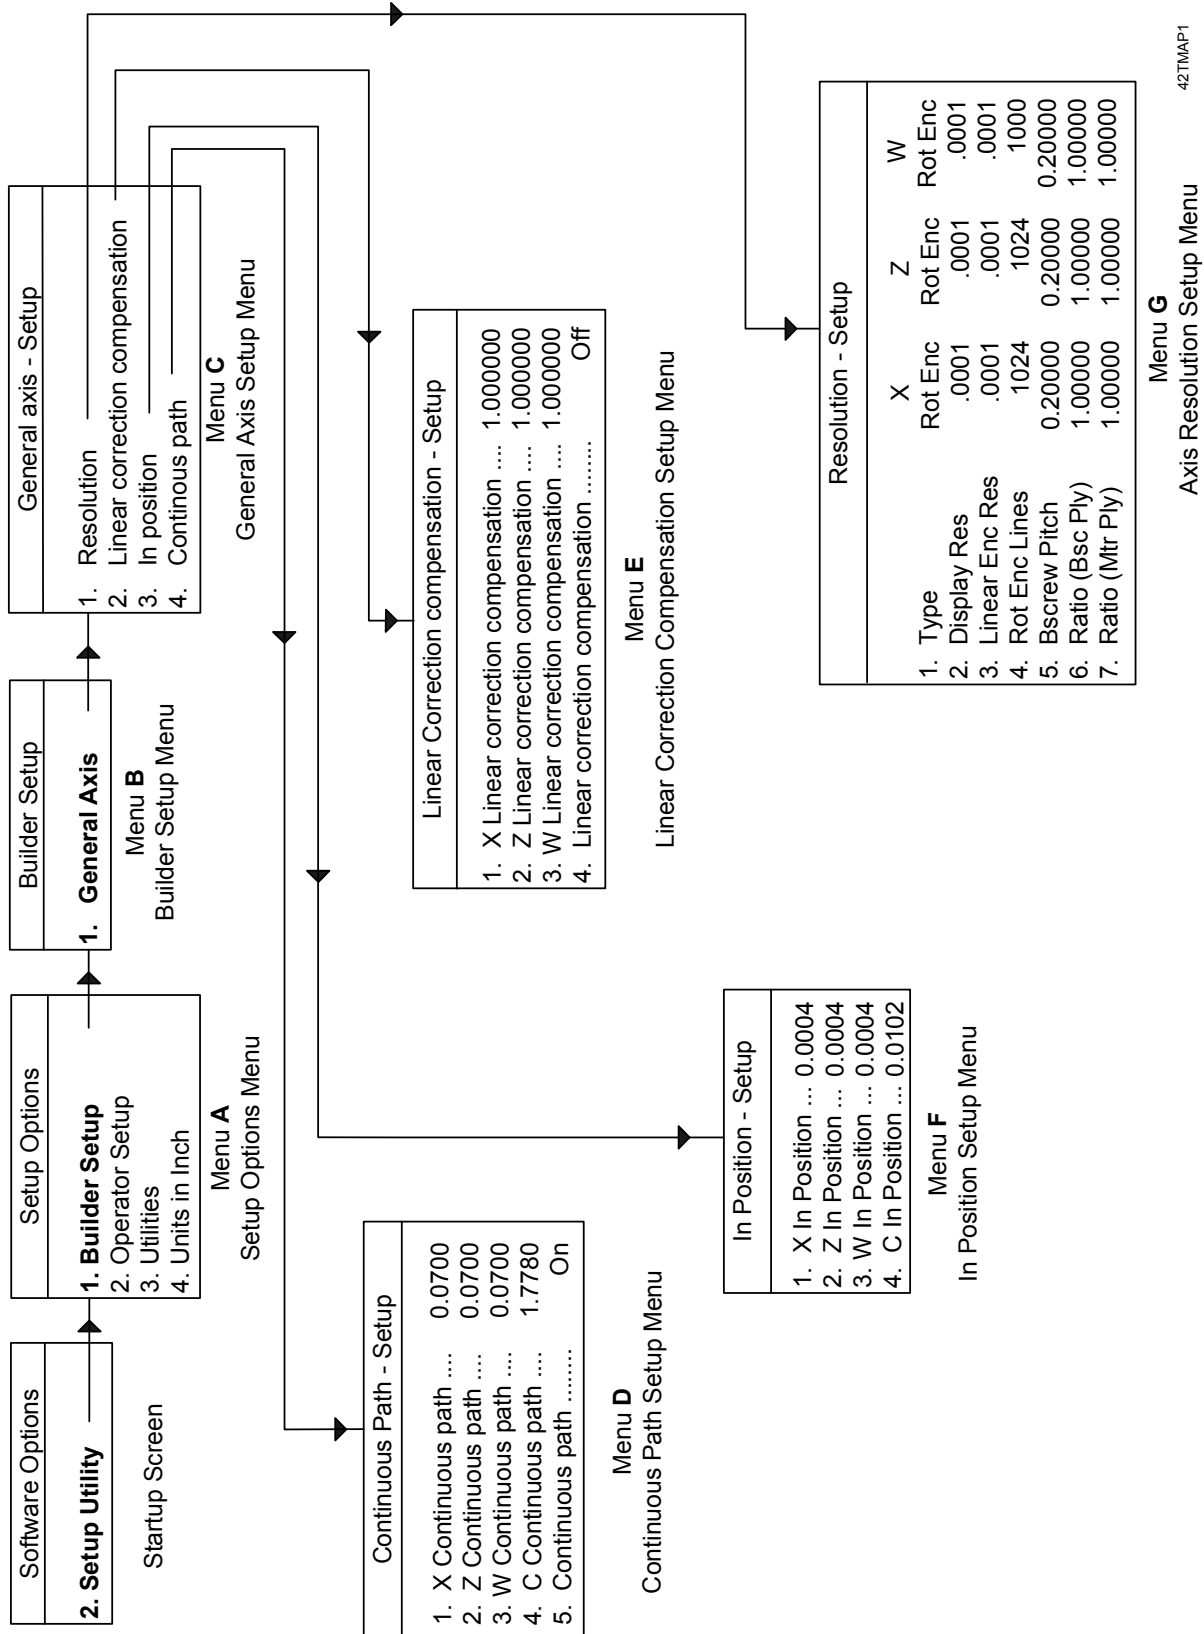 Software Options
2. Setup Utility
Startup Screen
Setup Options
1. Builder Setup
2. Operator Setup
3. Utilities
4. Units in Inch
Menu A
Setup Options Menu
Builder Setup
1. General Axis
Menu B
Builder Setup Menu
General axis - Setup
1. Resolution
2. Linear correction compensation
3. In position
4. Continous path
Menu C
General Axis Setup Menu
Continuous Path - Setup
1. X Continuous path .... 0.0700
2. Z Continuous path .... 0.0700
3. W Continuous path .... 0.0700
4. C Continuous path .... 1.7780
5. Continuous path ........ On
Menu D
Continuous Path Setup Menu
Linear Correction compensation - Setup
1. X Linear correction compensation .... 1.000000
2. Z Linear correction compensation .... 1.000000
3. W Linear correction compensation .... 1.000000
4. Linear correction compensation ........ Off
Menu E
Linear Correction Compensation Setup Menu
In Position - Setup
1. X In Position ... 0.0004
2. Z In Position ... 0.0004
3. W In Position ... 0.0004
4. C In Position ... 0.0102
Menu F
In Position Setup Menu
Resolution - Setup
X Z W
1. Type Rot Enc Rot Enc Rot Enc
2. Display Res .0001 .0001 .0001
3. Linear Enc Res .0001 .0001 .0001
4. Rot Enc Lines 1024 1024 1000
5. Bscrew Pitch 0.20000 0.20000 0.20000
6. Ratio (Bsc Ply) 1.00000 1.00000 1.00000
7. Ratio (Mtr Ply) 1.00000 1.00000 1.00000
Menu G
Axis Resolution Setup Menu
42TMAP1